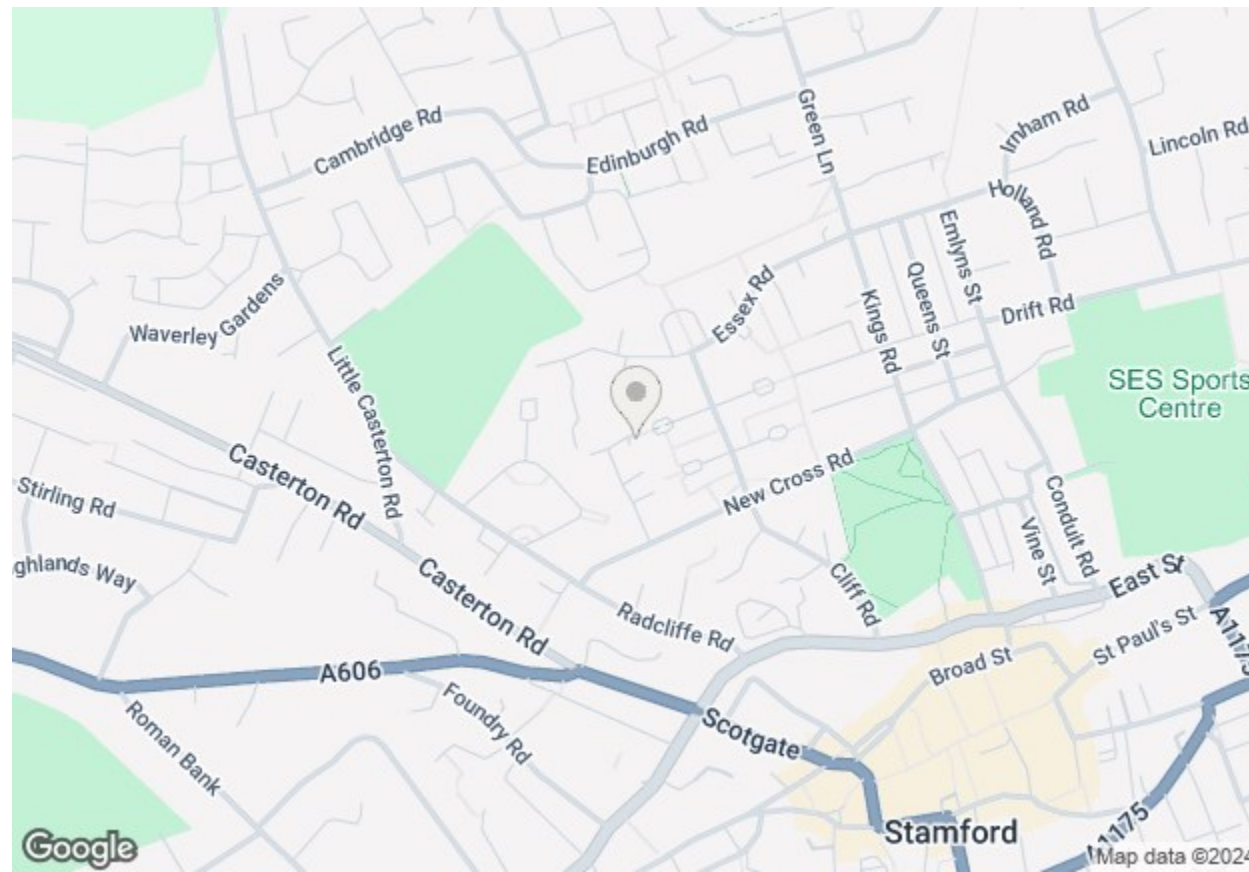 Cambridge Rd
Edinburgh Rd
Green Ln
Irnham Rd
Lincoln Rd
Holland Rd
Emlyns St
Queens St
Kings Rd
Essex Rd
Drift Rd
Waverley Gardens
Little Casterton Rd
SES Sports
Centre
Casterton Rd
Stirling Rd
ghlands Way
New Cross Rd
Conduit Rd
Vine St
Cliff Rd
East St
Casterton Rd
Radcliffe Rd
St Paul's St
A1175
Broad St
A606
Foundry Rd
Roman Bank
Scotgate
Stamford
A1175
Google
Map data ©2024